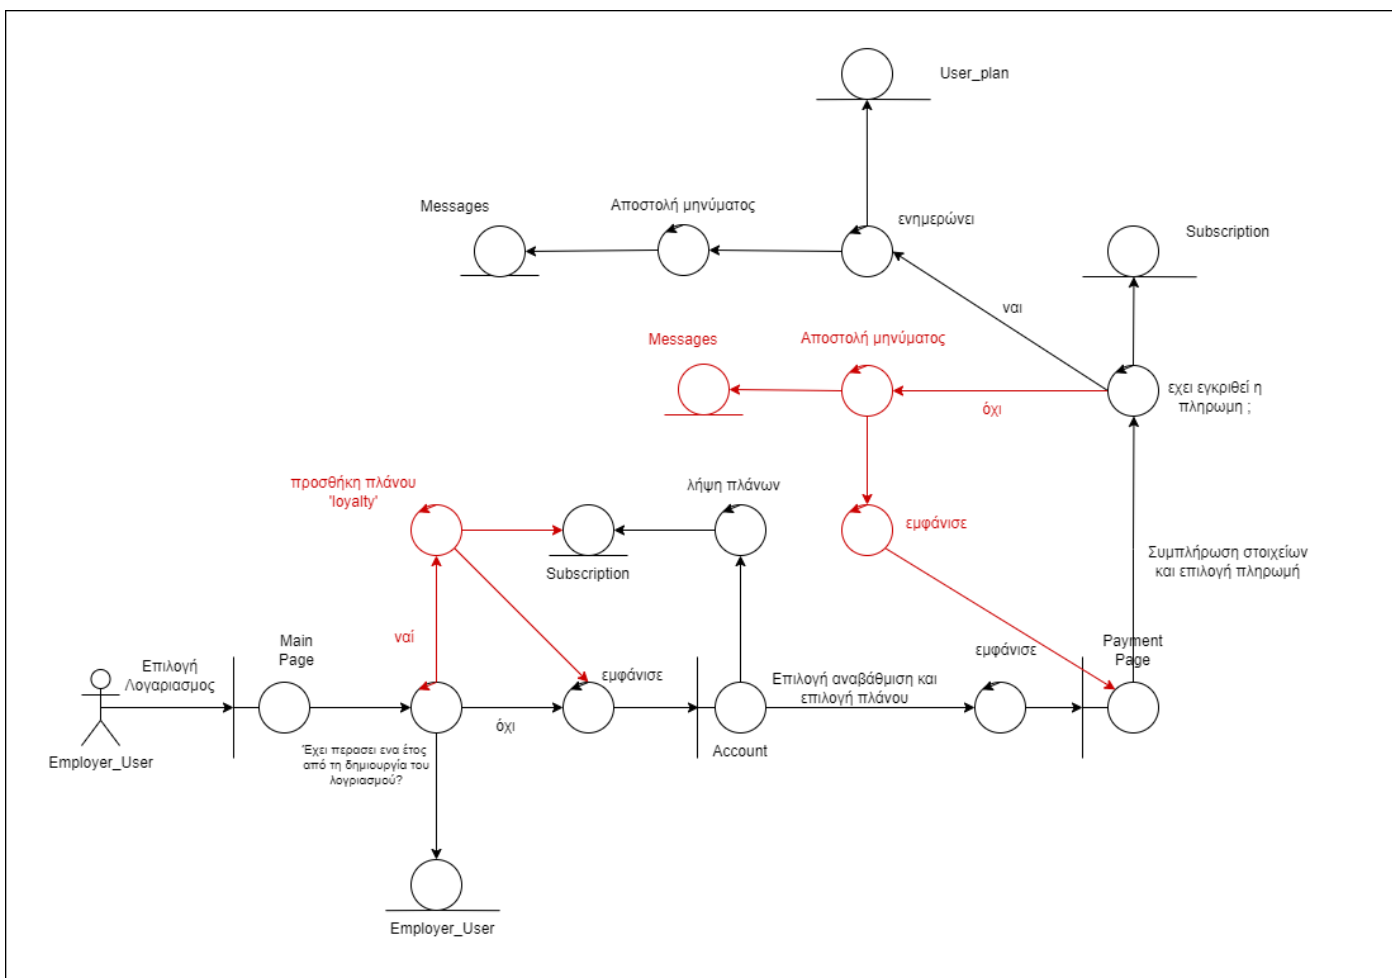 User_plan
Messages
Αποστολή μηνύματος
ενημερώνει
Subscription
ναι
Messages
Αποστολή μηνύματος
όχι
εχει εγκριθεί η
πληρωμη ;
προσθήκη πλάνου
'loyalty'
λήψη πλάνων
εμφάνισε
Subscription
Συμπλήρωση στοιχείων
και επιλογή πληρωμή
ναί
Main
Page
Επιλογή
Λογαριασμος
εμφάνισε
Επιλογή αναβάθμιση και
επιλογή πλάνου
εμφάνισε
Payment
Page
όχι
Employer_User
Έχει περασει ενα έτος
από τη δημιουργία του
λογριασμού?
Account
Employer_User